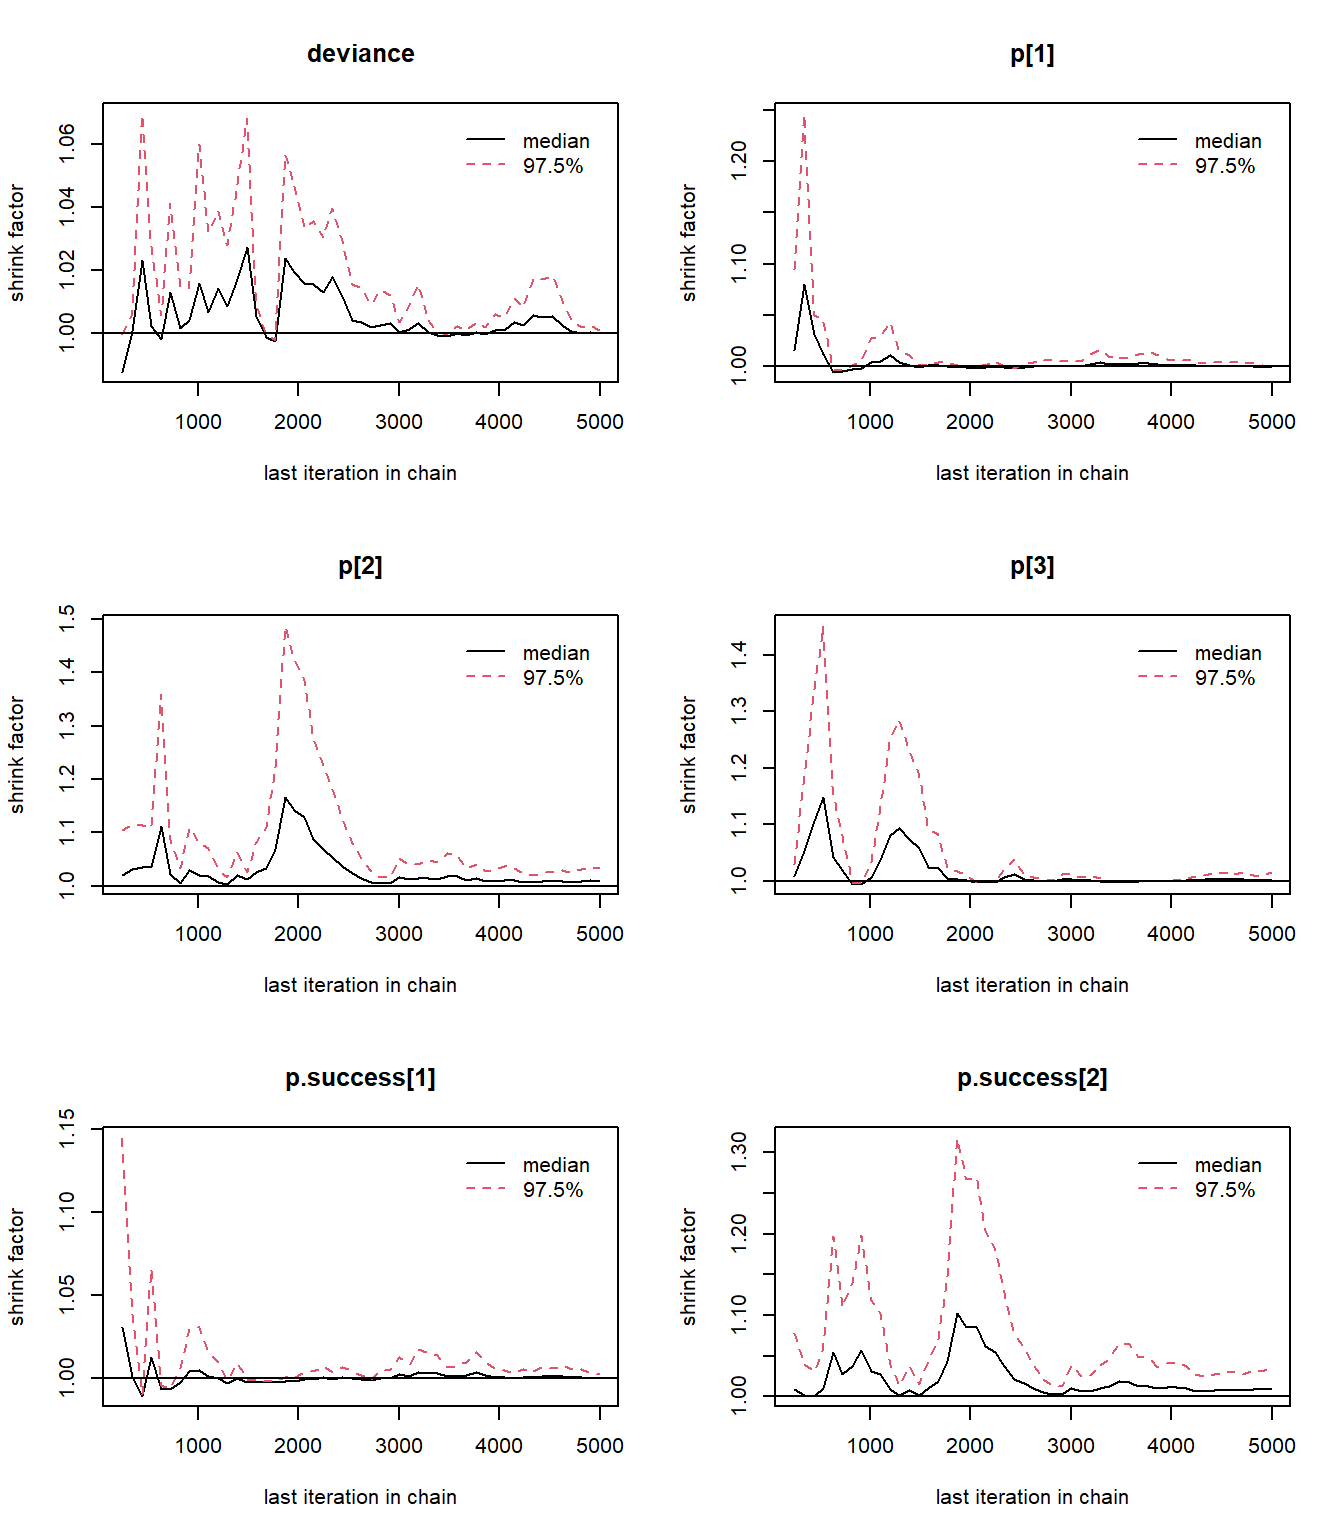 deviance
median
97.5%
shrink factor
1.00 1.02 1.04 1.06
1000 2000 3000 4000 5000
last iteration in chain
p[1]
median
97.5%
shrink factor
1.00 1.10 1.20
1000 2000 3000 4000 5000
last iteration in chain
p[2]
median
97.5%
shrink factor
1.0 1.1 1.2 1.3 1.4 1.5
1000 2000 3000 4000 5000
last iteration in chain
p[3]
median
97.5%
shrink factor
1.0 1.1 1.2 1.3 1.4
1000 2000 3000 4000 5000
last iteration in chain
p.success[1]
median
97.5%
shrink factor
1.00 1.05 1.10 1.15
1000 2000 3000 4000 5000
last iteration in chain
p.success[2]
median
97.5%
shrink factor
1.00 1.10 1.20 1.30
1000 2000 3000 4000 5000
last iteration in chain